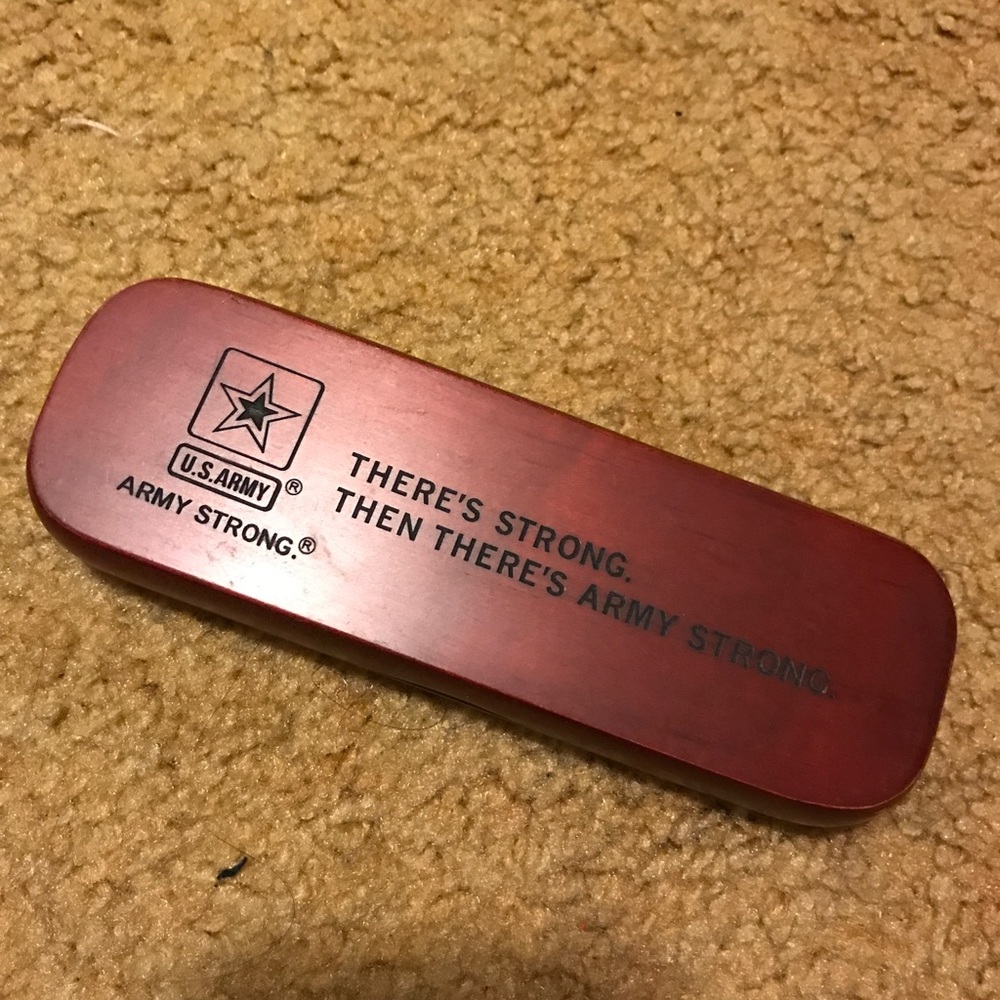 U.S.ARMY®
ARMY STRONG.®
THERE'S STRONG.
THEN THERE'S ARMY STRONG.